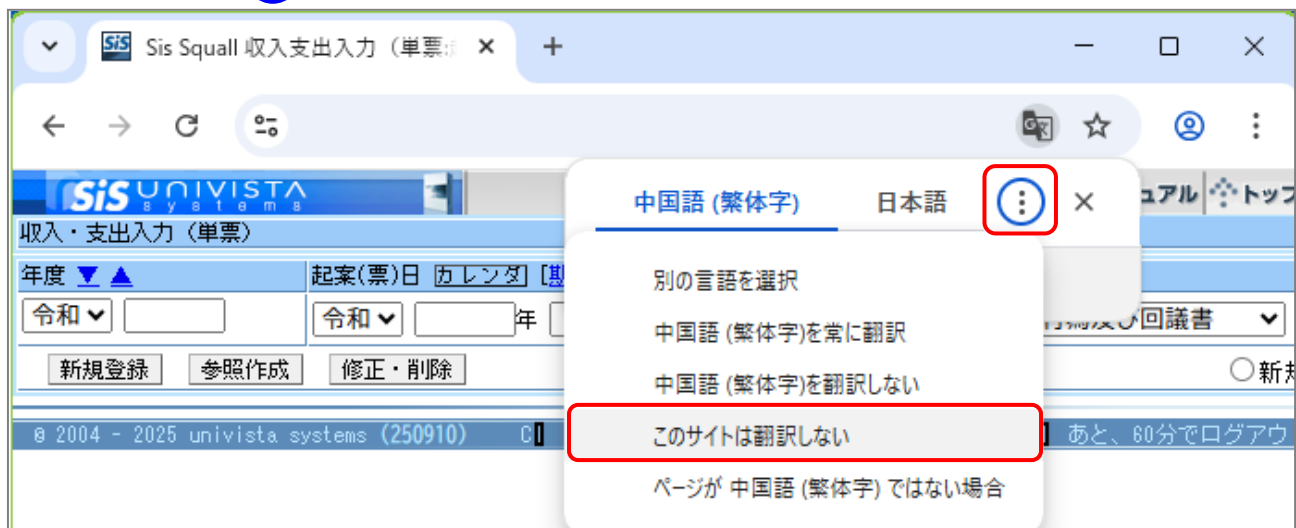 SiS Sis Squall 収入支出入力（単票:
SiS UNIVISTA
systems
中国語 (繁体字) 日本語
ュアル トップ
収入・支出入力（単票）
年度 ▼ ▲ 起案(票)日 カレンダ [
別の言語を選択
令和 令和 年 回議書
中国語 (繁体字)を常に翻訳
新規登録 参照作成 修正・削除 新規
中国語 (繁体字)を翻訳しない
@ 2004 - 2025 univista systems (250910) C[ ] あと、60分でログアウ
このサイトは翻訳しない
ページが 中国語 (繁体字) ではない場合